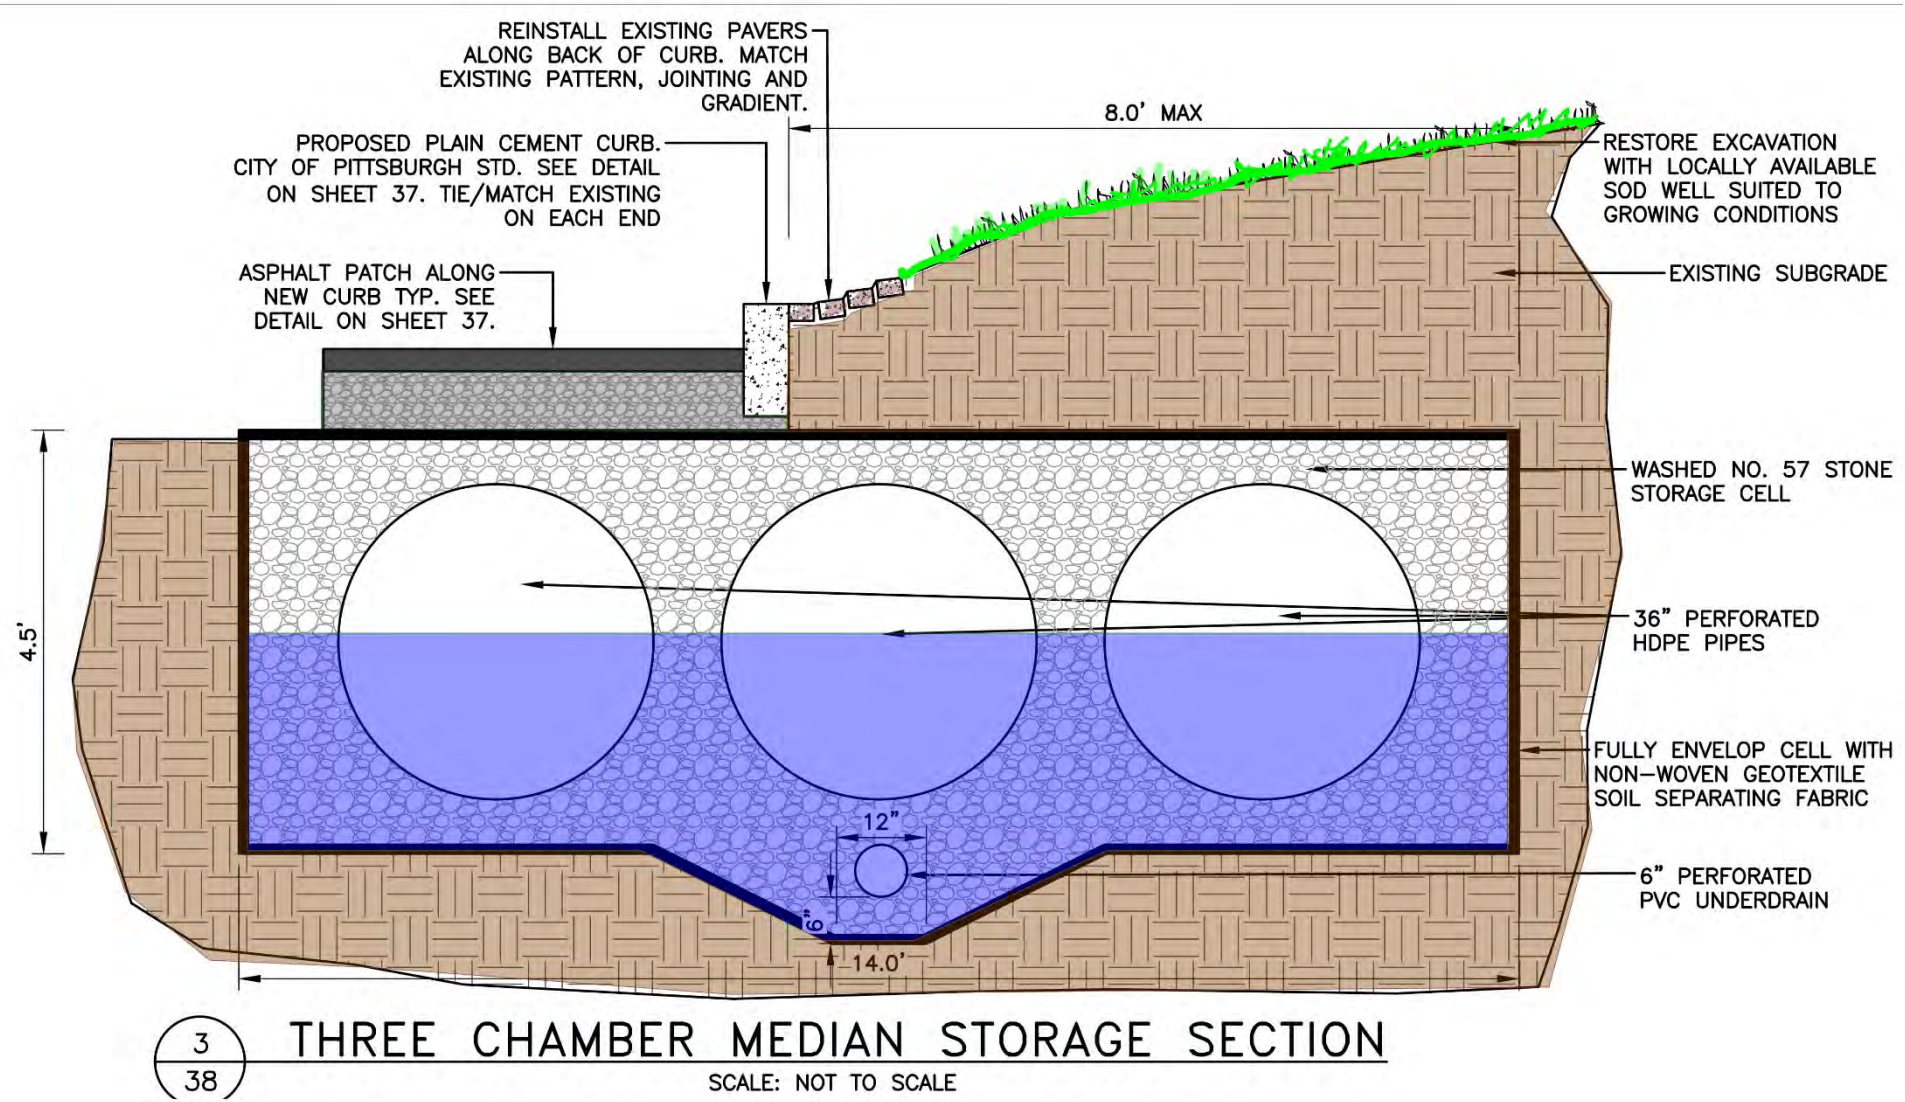 REINSTALL EXISTING PAVERS
ALONG BACK OF CURB. MATCH
EXISTING PATTERN, JOINTING AND
GRADIENT.
8.0' MAX
PROPOSED PLAIN CEMENT CURB.
CITY OF PITTSBURGH STD. SEE DETAIL
ON SHEET 37. TIE/MATCH EXISTING
ON EACH END
RESTORE EXCAVATION
WITH LOCALLY AVAILABLE
SOD WELL SUITED TO
GROWING CONDITIONS
ASPHALT PATCH ALONG
NEW CURB TYP. SEE
DETAIL ON SHEET 37.
EXISTING SUBGRADE
WASHED NO. 57 STONE
STORAGE CELL
4.5'
36" PERFORATED
HDPE PIPES
FULLY ENVELOP CELL WITH
NON-WOVEN GEOTEXTILE
SOIL SEPARATING FABRIC
12"
6" PERFORATED
PVC UNDERDRAIN
6"
14.0'
3
38
THREE CHAMBER MEDIAN STORAGE SECTION
SCALE: NOT TO SCALE